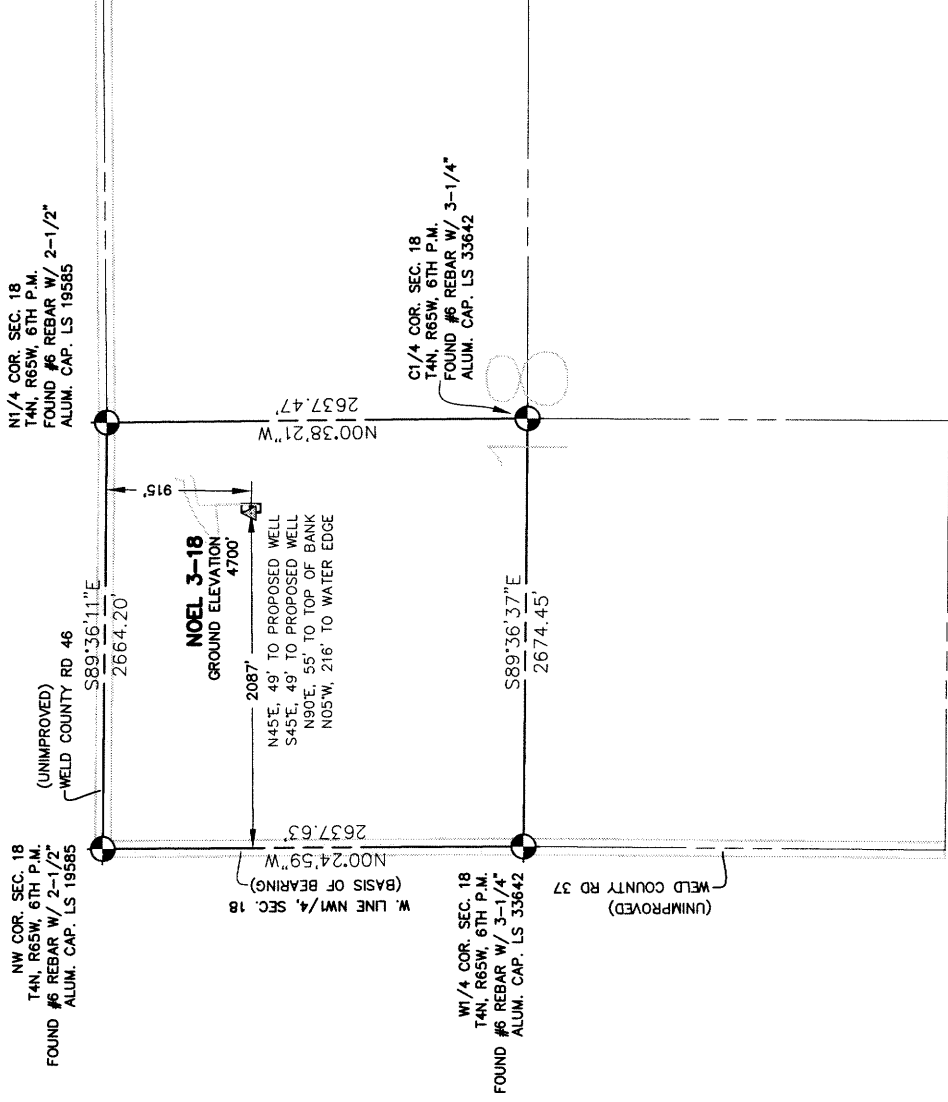 NW COR. SEC. 18
T4N, R65W, 6TH P.M.
FOUND #6 REBAR W/ 2-1/2"
ALUM. CAP. LS 19585
(UNIMPROVED)
WELD COUNTY RD 46
S89°36'11"E
2664.20'
N1/4 COR. SEC. 18
T4N, R65W, 6TH P.M.
FOUND #6 REBAR W/ 2-1/2"
ALUM. CAP. LS 19585
W. LINE NW1/4, SEC. 18
(BASIS OF BEARING)
N00°24'59"W
2637.63'
NOEL 3-18
GROUND ELEVATION
4700'
915'
2087'
N45°E, 49' TO PROPOSED WELL
S45°E, 49' TO PROPOSED WELL
N90°E, 55' TO TOP OF BANK
N05°W, 216' TO WATER EDGE
N00°38'21"W
2637.47'
C1/4 COR. SEC. 18
T4N, R65W, 6TH P.M.
FOUND #6 REBAR W/ 3-1/4"
ALUM. CAP. LS 33642
18
W1/4 COR. SEC. 18
T4N, R65W, 6TH P.M.
FOUND #6 REBAR W/ 3-1/4"
ALUM. CAP. LS 33642
S89°36'37"E
2674.45'
(UNIMPROVED)
WELD COUNTY RD 37